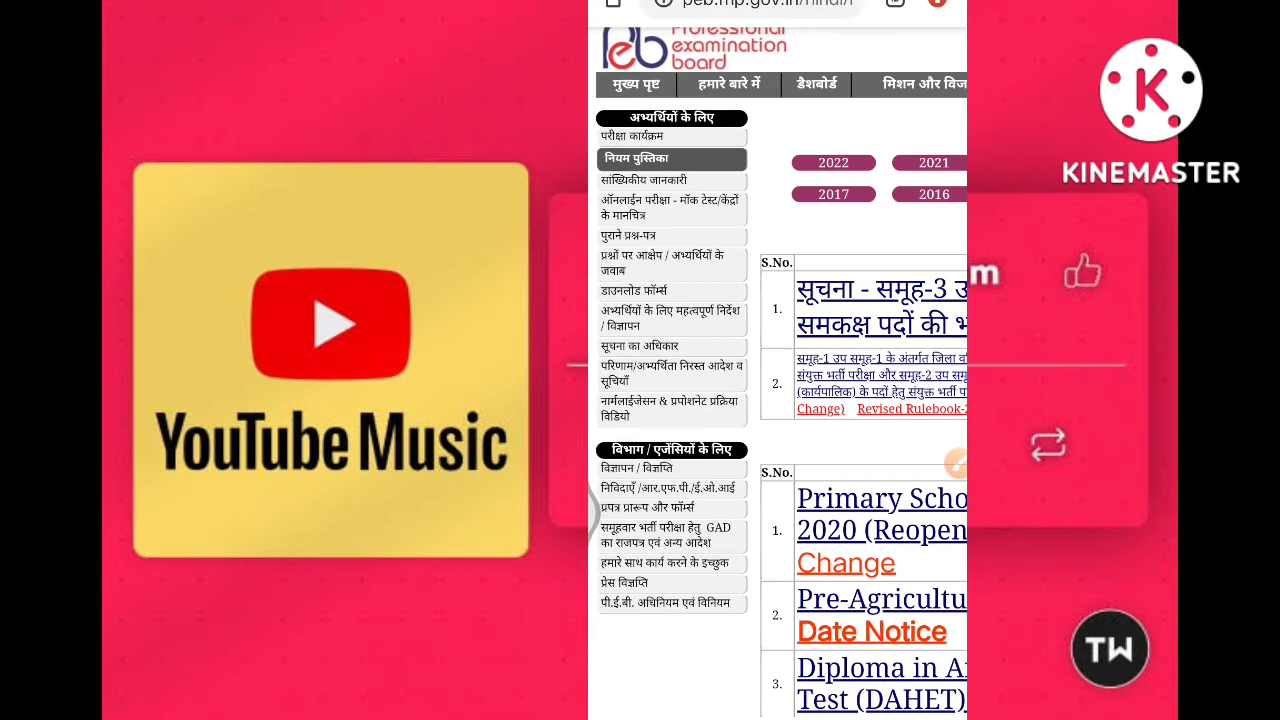 peb.mp.gov.in/hindi/
Peb
Professional
examination
board
मुख्य पृष्ट
हमारे बारे में
डैशबोर्ड
मिशन और विज
अभ्यर्थियों के लिए
परीक्षा कार्यक्रम
नियम पुस्तिका
सांख्यिकीय जानकारी
ऑनलाईन परीक्षा - मॉक टेस्ट/केंद्रों
के मानचित्र
पुराने प्रश्न-पत्र
प्रश्नों पर आक्षेप / अभ्यर्थियों के
जवाब
डाउनलोड फॉर्म्स
अभ्यर्थियों के लिए महत्वपूर्ण निर्देश
/ विज्ञापन
सूचना का अधिकार
परिणाम/अभ्यर्थिता निरस्त आदेश व
सूचियाँ
नार्मलाईजेसन & प्रपोशनेट प्रक्रिया
विडियो
विभाग / एजेंसियों के लिए
विज्ञापन / विज्ञप्ति
निविदाएँ /आर.एफ.पी./ई.ओ.आई
प्रपत्र प्रारूप और फॉर्म्स
समूहवार भर्ती परीक्षा हेतु GAD
का राजपत्र एवं अन्य आदेश
हमारे साथ कार्य करने के इच्छुक
प्रेस विज्ञप्ति
पी.ई.बी. अधिनियम एवं विनियम
2022
2021
2017
2016
S.No.
1.
सूचना - समूह-3 उ
समकक्ष पदों की भ
2.
समूह-1 उप समूह-1 के अंतर्गत जिला
संयुक्त भर्ती परीक्षा और समूह-2 उप समू
(कार्यपालिक) के पदों हेतु संयुक्त भर्ती प
Change) Revised Rulebook-2
S.No.
1.
Primary Scho
2020 (Reopen
Change
2.
Pre-Agricultu
Date Notice
3.
Diploma in A
Test (DAHET)
YouTube Music
m
K
KINEMASTER
TW